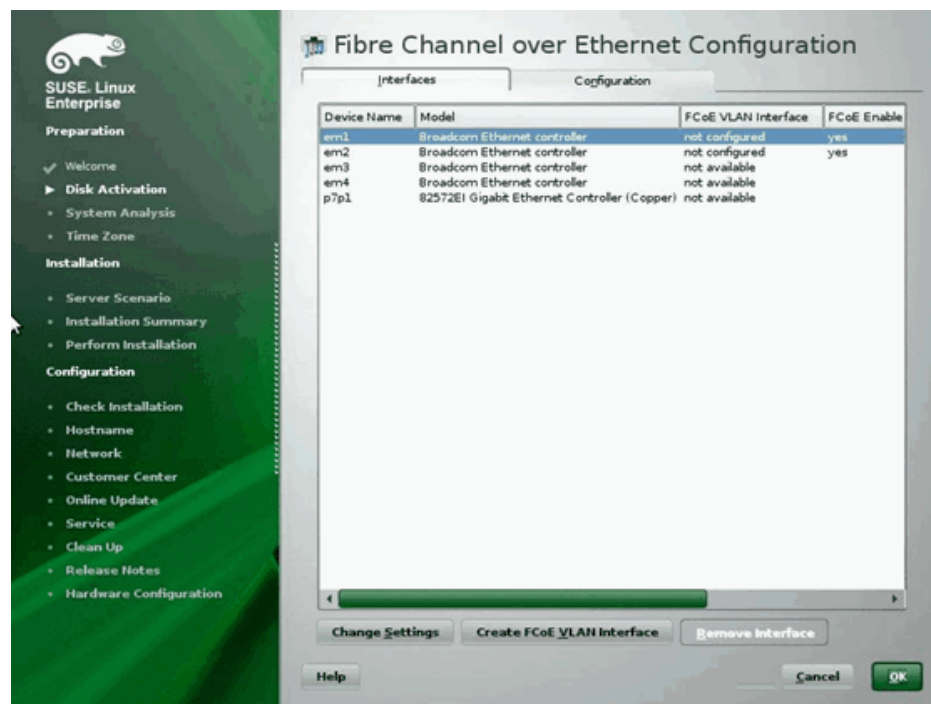 SUSE. Linux
Enterprise
Preparation
Welcome
Disk Activation
System Analysis
Time Zone
Installation
Server Scenario
Installation Summary
Perform Installation
Configuration
Check Installation
Hostname
Network
Customer Center
Online Update
Service
Clean Up
Release Notes
Hardware Configuration
Fibre Channel over Ethernet Configuration
Interfaces Configuration
Device Name Model FCoE VLAN Interface FCoE Enable
em1 Broadcom Ethernet controller not configured yes
em2 Broadcom Ethernet controller not configured yes
em3 Broadcom Ethernet controller not available
em4 Broadcom Ethernet controller not available
p7p1 82572EI Gigabit Ethernet Controller (Copper) not available
Change Settings Create FCoE VLAN Interface Remove Interface
Help Cancel OK